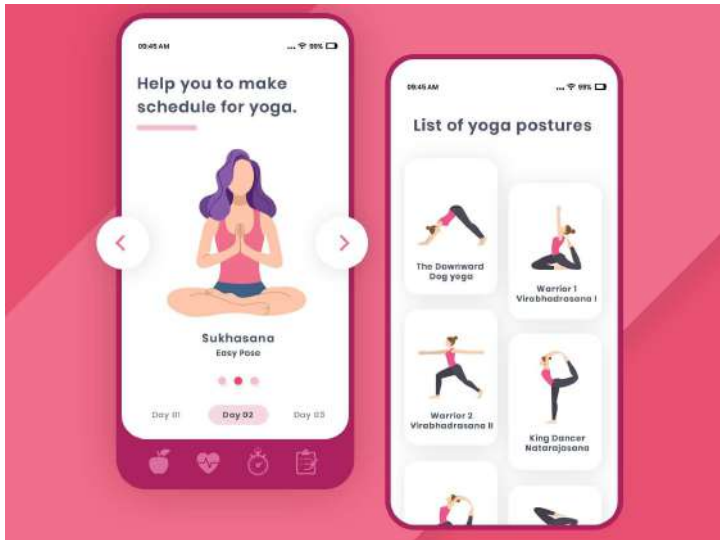 09:45 AM
99%
Help you to make
schedule for yoga.
Sukhasana
Easy Pose
Day 01
Day 02
Day 03
09:45 AM
99%
List of yoga postures
The Downward
Dog yoga
Warrior 1
Virabhadrasana I
Warrior 2
Virabhadrasana II
King Dancer
Natarajasana